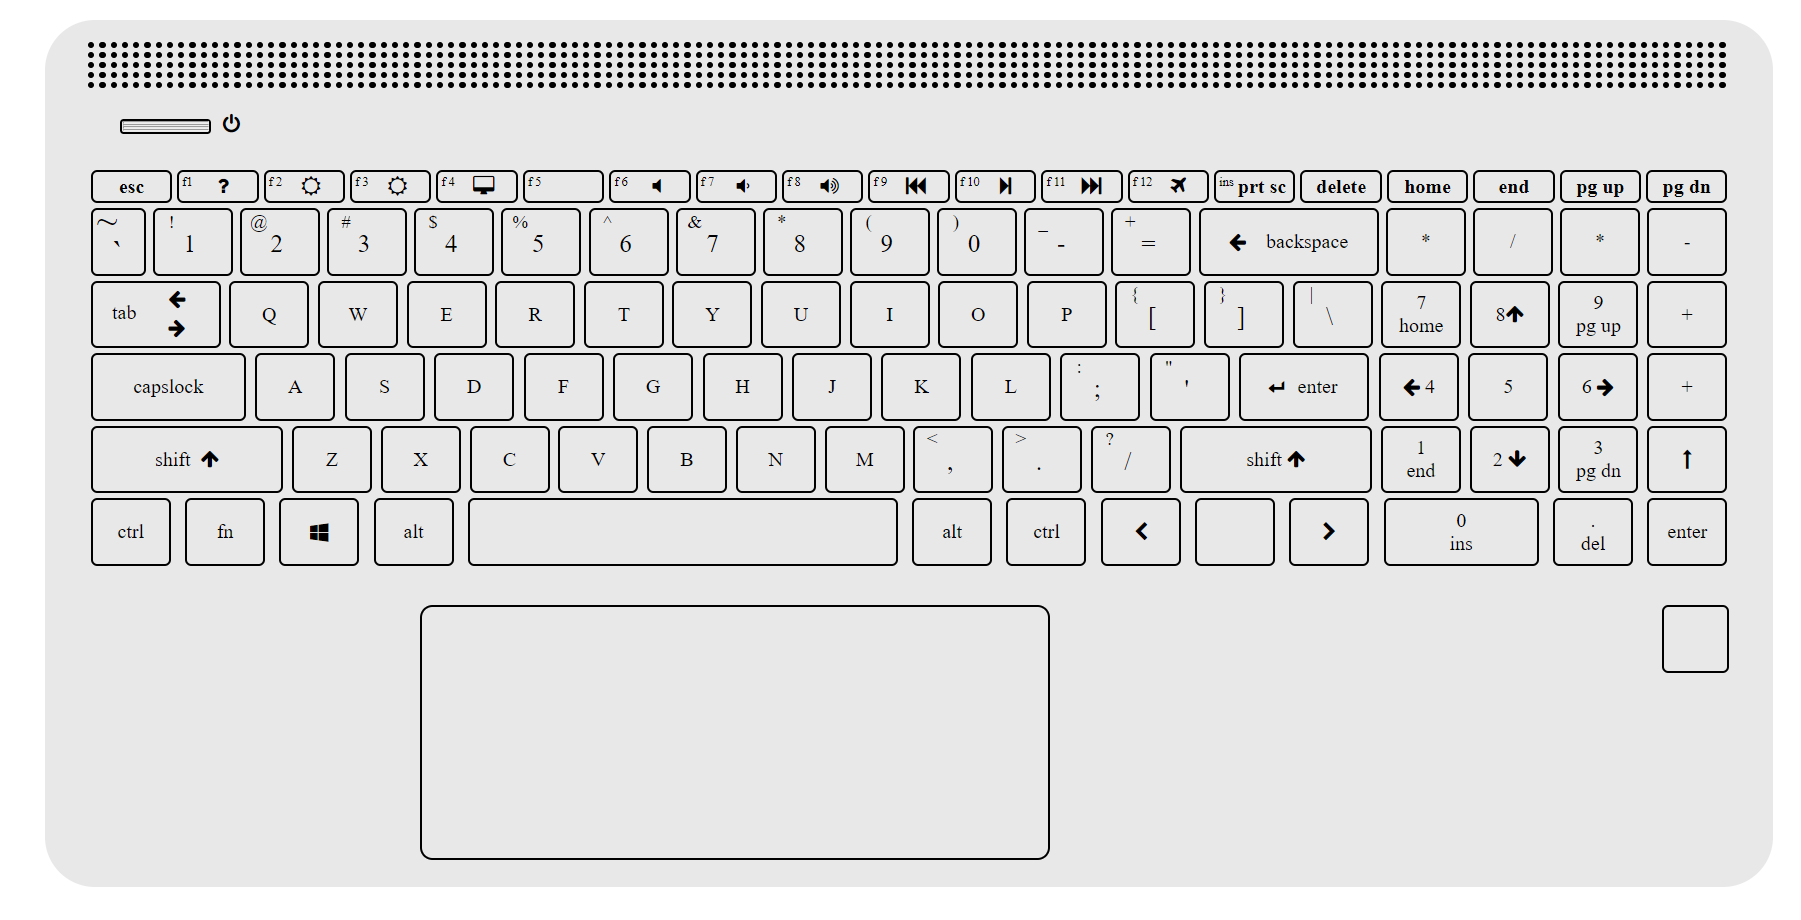 esc f1 ? f2 f3 f4 f5 f6 f7 f8 f9 f10 f11 f12 ins prt sc delete home end pg up pg dn
~ ` ! 1 @ 2 # 3 $ 4 % 5 ^ 6 & 7 * 8 ( 9 ) 0 _ - + = ← backspace * / * -
tab ← → Q W E R T Y U I O P { [ } ] | \ 7 home 8↑ 9 pg up +
capslock A S D F G H J K L : ; " ' ↵ enter ← 4 5 6 → +
shift ↑ Z X C V B N M < , > . ? / shift ↑ 1 end 2 ↓ 3 pg dn ↑
ctrl fn alt alt ctrl < > 0 ins . del enter